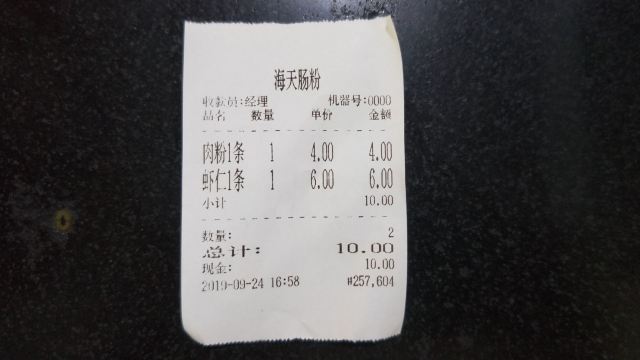 海天肠粉
收款员:经理 机器号:0000
品名 数量 单价 金额
肉粉1条 1 4.00 4.00
虾仁1条 1 6.00 6.00
小计 10.00
数量: 2
总计: 10.00
现金: 10.00
2019-09-24 16:58 #257,604